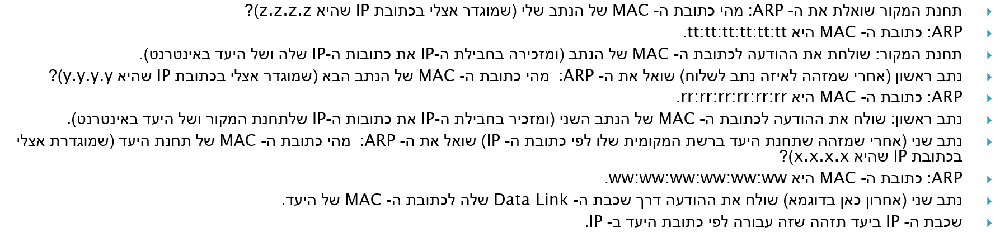 תחנת המקור שואלת את ה- ARP: מהי כתובת ה- MAC של הנתב שלי (שמוגדר אצלי בכתובת IP שהיא z.z.z.z)?
ARP: כתובת ה- MAC היא tt:tt:tt:tt:tt:tt.
תחנת המקור: שולחת את ההודעה לכתובת ה- MAC של הנתב (ומזכירה בחבילת ה-IP את כתובות ה-IP שלה ושל היעד באינטרנט).
נתב ראשון (אחרי שמזהה לאיזה נתב לשלוח) שואל את ה- ARP:  מהי כתובת ה- MAC של הנתב הבא (שמוגדר אצלי בכתובת IP שהיא y.y.y.y)?
ARP: כתובת ה- MAC היא rr:rr:rr:rr:rr:rr.
נתב ראשון: שולח את ההודעה לכתובת ה- MAC של הנתב השני (ומזכיר בחבילת ה-IP את כתובות ה-IP שלתחנת המקור ושל היעד באינטרנט).
נתב שני (אחרי שמזהה שתחנת היעד ברשת המקומית שלו לפי כתובת ה- IP) שואל את ה- ARP:  מהי כתובת ה- MAC של תחנת היעד (שמוגדרת אצלי
בכתובת IP שהיא x.x.x.x)?
ARP: כתובת ה- MAC היא ww:ww:ww:ww:ww:ww.
נתב שני (אחרון כאן בדוגמא) שולח את ההודעה דרך שכבת ה- Data Link שלה לכתובת ה- MAC של היעד.
שכבת ה- IP ביעד תזהה שזה עבורה לפי כתובת היעד ב- IP.